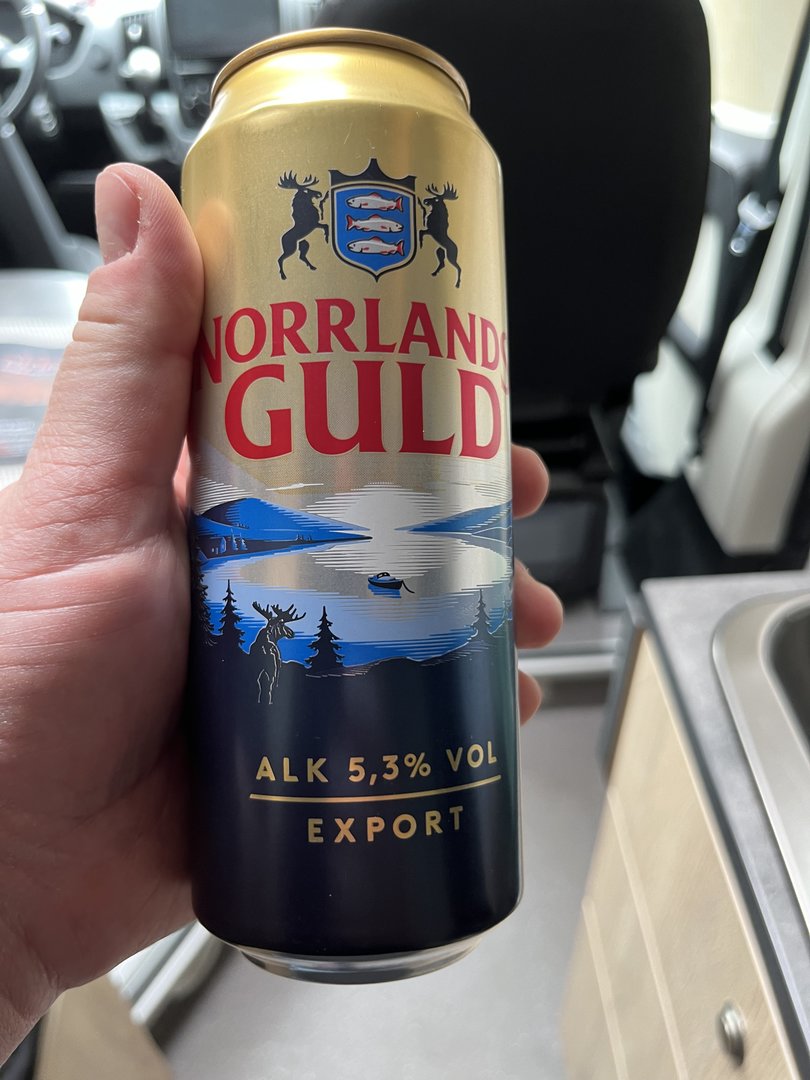 NORRLANDS
GULD
ALK 5,3% VOL
EXPORT